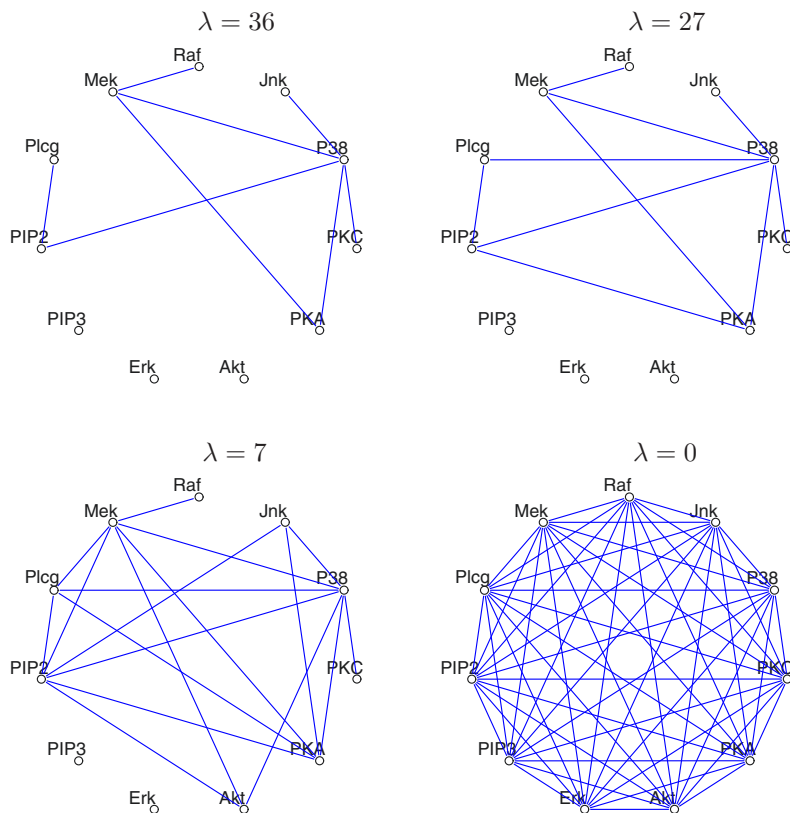 λ = 36
Raf
Mek
Jnk
Plcg
P38
PIP2
PKC
PIP3
PKA
Erk
Akt
λ = 27
Raf
Mek
Jnk
Plcg
P38
PIP2
PKC
PIP3
PKA
Erk
Akt
λ = 7
Raf
Mek
Jnk
Plcg
P38
PIP2
PKC
PIP3
PKA
Erk
Akt
λ = 0
Raf
Mek
Jnk
Plcg
P38
PIP2
PKC
PIP3
PKA
Erk
Akt